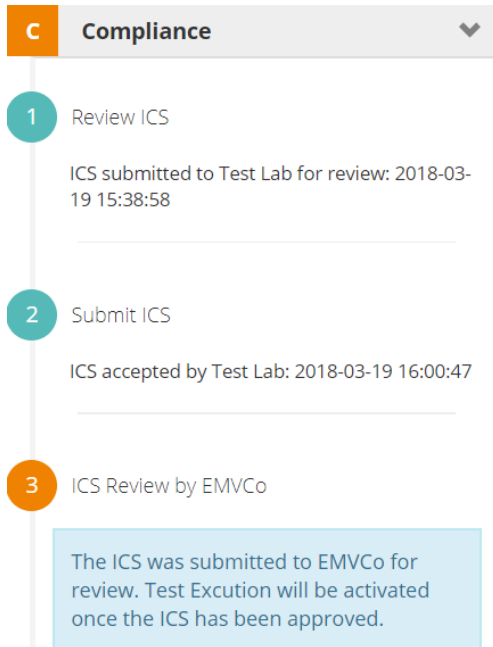 C Compliance
1 Review ICS
ICS submitted to Test Lab for review: 2018-03-
19 15:38:58
2 Submit ICS
ICS accepted by Test Lab: 2018-03-19 16:00:47
3 ICS Review by EMVCo
The ICS was submitted to EMVCo for
review. Test Excution will be activated
once the ICS has been approved.